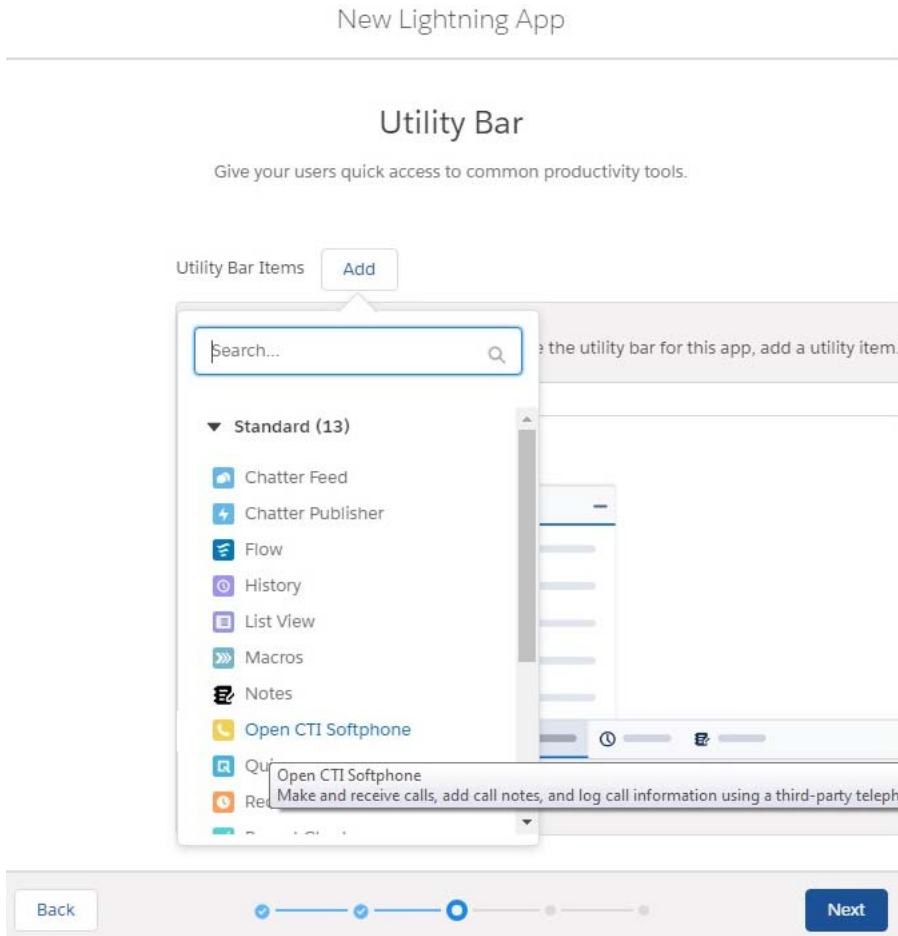 New Lightning App
Utility Bar
Give your users quick access to common productivity tools.
Utility Bar Items Add
Search...
the utility bar for this app, add a utility item.
Standard (13)
Chatter Feed
Chatter Publisher
Flow
History
List View
Macros
Notes
Open CTI Softphone
Open CTI Softphone
Make and receive calls, add call notes, and log call information using a third-party
Back Next